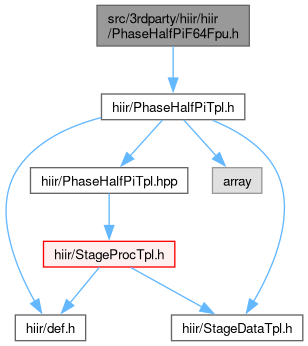 src/3rdparty/hiir/hiir
/PhaseHalfPiF64Fpu.h
hiir/PhaseHalfPiTpl.h
hiir/PhaseHalfPiTpl.hpp
array
hiir/StageProcTpl.h
hiir/def.h
hiir/StageDataTpl.h